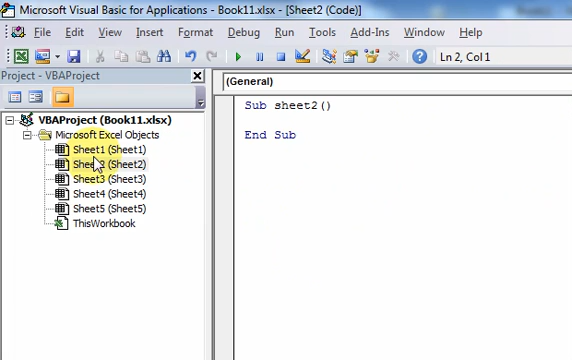 Microsoft Visual Basic for Applications - Book11.xlsx - [Sheet2 (Code)]
File Edit View Insert Format Debug Run Tools Add-Ins Window Help
Ln 2, Col 1
Project - VBAProject
(General)
VBAProject (Book11.xlsx)
Microsoft Excel Objects
Sheet1 (Sheet1)
Sheet2 (Sheet2)
Sheet3 (Sheet3)
Sheet4 (Sheet4)
Sheet5 (Sheet5)
ThisWorkbook
Sub sheet2()
End Sub